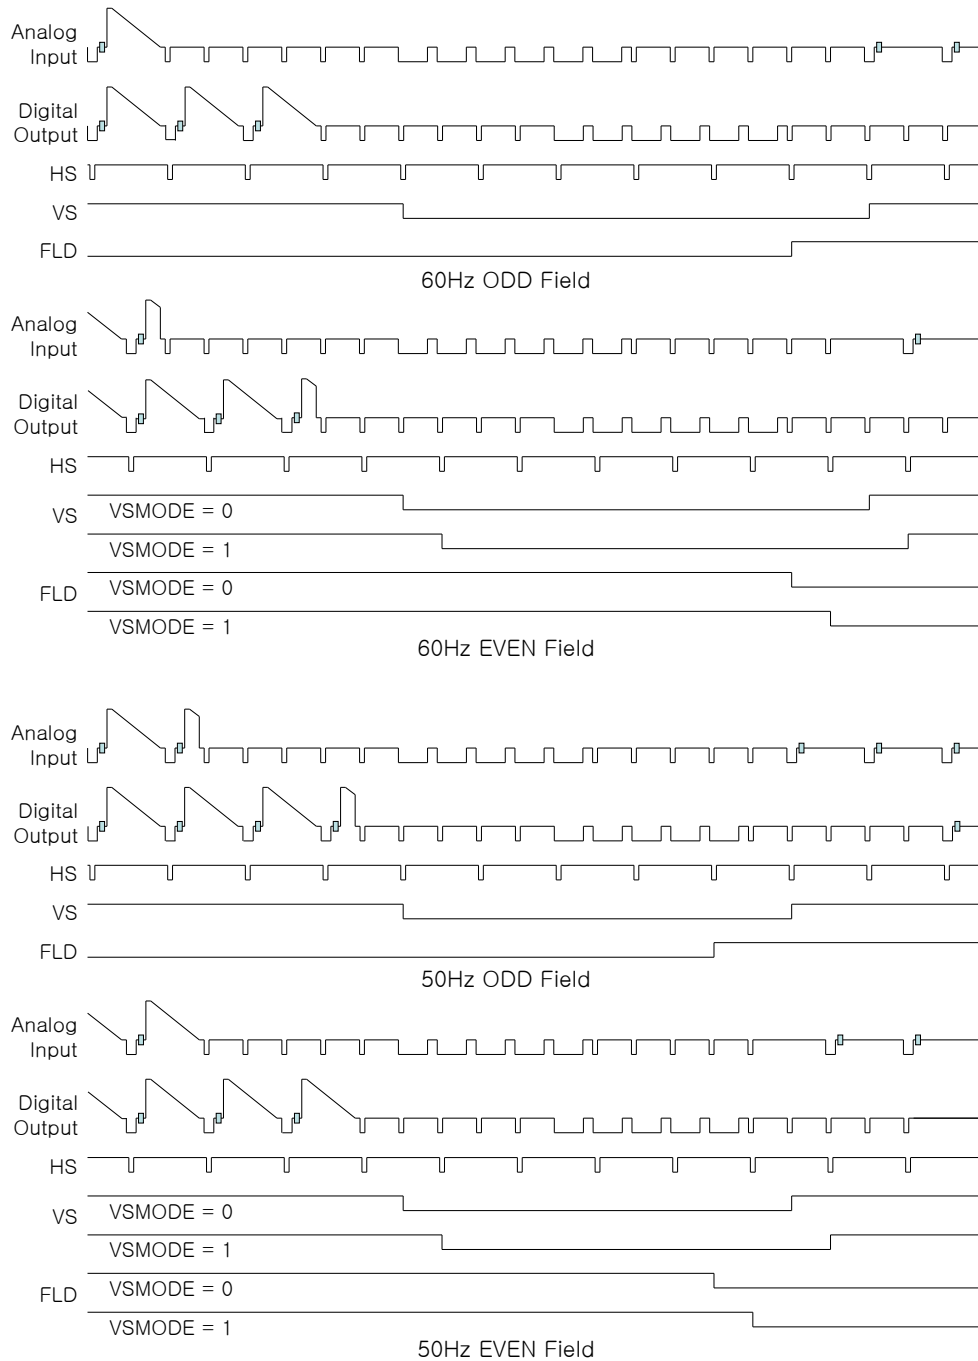 Analog
Input
Digital
Output
HS
VS
FLD
60Hz ODD Field
Analog
Input
Digital
Output
HS
VS
VSMODE = 0
VSMODE = 1
FLD
VSMODE = 0
VSMODE = 1
60Hz EVEN Field
Analog
Input
Digital
Output
HS
VS
FLD
50Hz ODD Field
Analog
Input
Digital
Output
HS
VS
VSMODE = 0
VSMODE = 1
FLD
VSMODE = 0
VSMODE = 1
50Hz EVEN Field